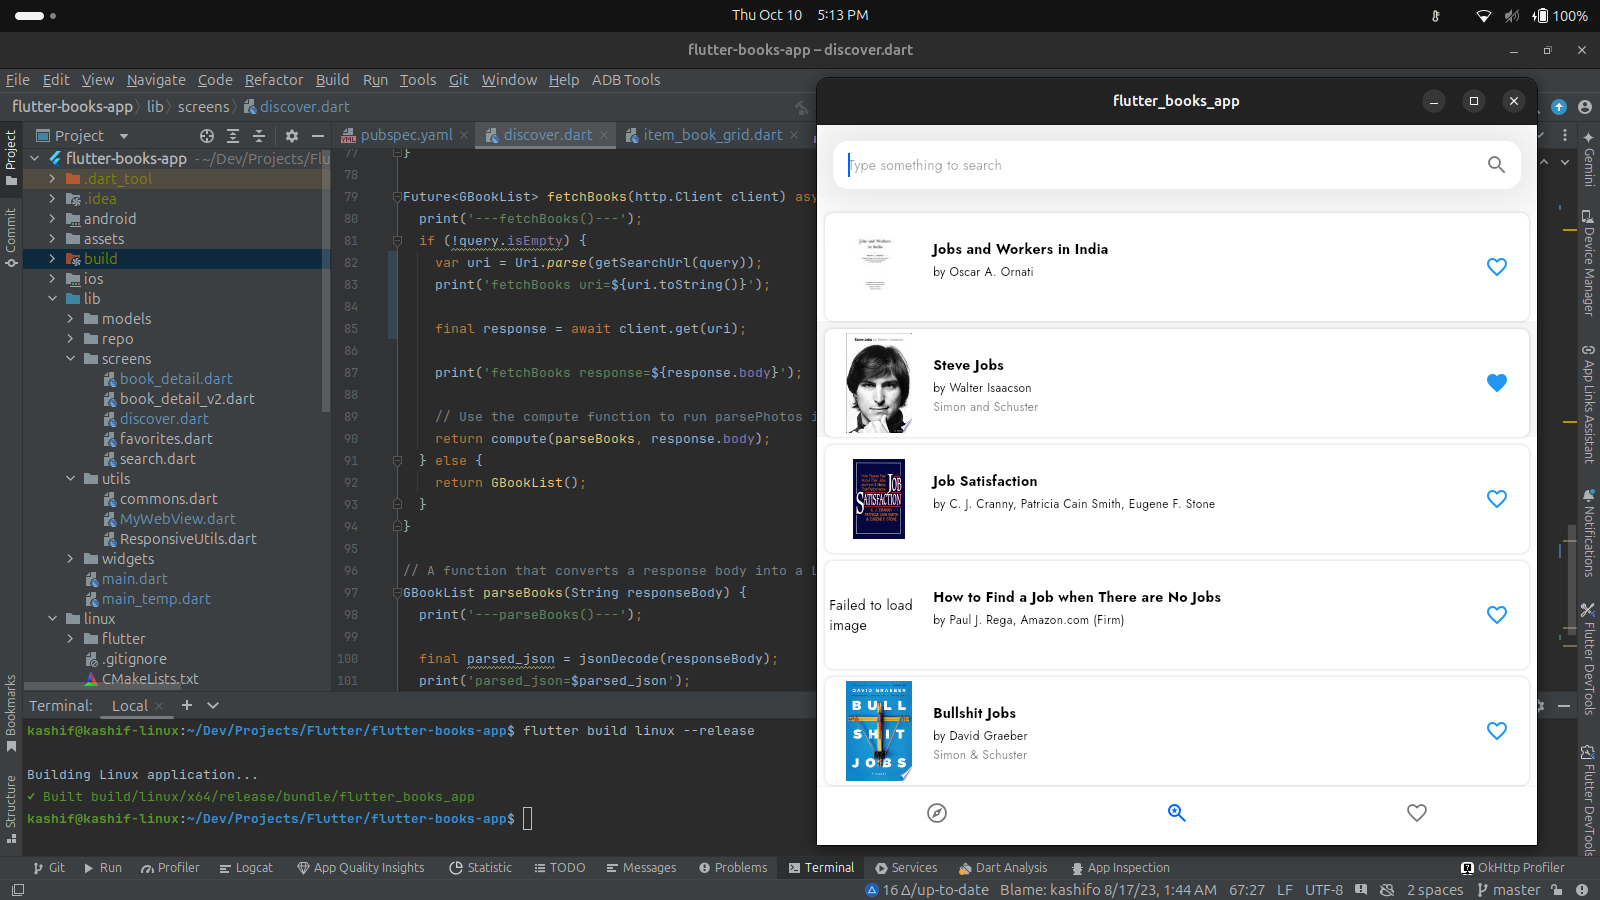 Thu Oct 10 5:13 PM
100%
flutter-books-app – discover.dart
File Edit View Navigate Code Refactor Build Run Tools Git Window Help ADB Tools
flutter-books-app lib screens discover.dart
Project
pubspec.yaml discover.dart item_book_grid.dart
flutter-books-app ~/Dev/Projects/Flu
.dart_tool
.idea
android
assets
build
ios
lib
models
repo
screens
book_detail.dart
book_detail_v2.dart
discover.dart
favorites.dart
search.dart
utils
commons.dart
MyWebView.dart
ResponsiveUtils.dart
widgets
main.dart
main_temp.dart
linux
flutter
.gitignore
CMakeLists.txt
Project
Commit
Bookmarks
Structure
77 }
78
79 Future<GBookList> fetchBooks(http.Client client) asy
80 print('---fetchBooks()---');
81 if (!query.isEmpty) {
82 var uri = Uri.parse(getSearchUrl(query));
83 print('fetchBooks uri=${uri.toString()}');
84
85 final response = await client.get(uri);
86
87 print('fetchBooks response=${response.body}');
88
89 // Use the compute function to run parsePhotos i
90 return compute(parseBooks, response.body);
91 } else {
92 return GBookList();
93 }
94 }
95
96 // A function that converts a response body into a L
97 GBookList parseBooks(String responseBody) {
98 print('---parseBooks()---');
99
100 final parsed_json = jsonDecode(responseBody);
101 print('parsed_json=$parsed_json');
flutter_books_app
Type something to search
Jobs and Workers
in India
Jobs and Workers in India
by Oscar A. Ornati
Steve Jobs
Steve Jobs
by Walter Isaacson
Simon and Schuster
JOB
SATISFACTION
Job Satisfaction
by C. J. Cranny, Patricia Cain Smith, Eugene F. Stone
Failed to load
image
How to Find a Job when There are No Jobs
by Paul J. Rega, Amazon.com (Firm)
DAVID GRAEBER
BULL
SHIT
JOBS
Bullshit Jobs
by David Graeber
Simon & Schuster
Gemini
Device Manager
App Links Assistant
Notifications
Flutter DevTools
Flutter DevTools
Terminal: Local
kashif@kashif-linux:~/Dev/Projects/Flutter/flutter-books-app$ flutter build linux --release
Building Linux application...
✓ Built build/linux/x64/release/bundle/flutter_books_app
kashif@kashif-linux:~/Dev/Projects/Flutter/flutter-books-app$
Git Run Profiler Logcat App Quality Insights Statistic TODO Messages Problems Terminal Services Dart Analysis App Inspection OkHttp Profiler
16 Δ/up-to-date Blame: kashifo 8/17/23, 1:44 AM 67:27 LF UTF-8 2 spaces master